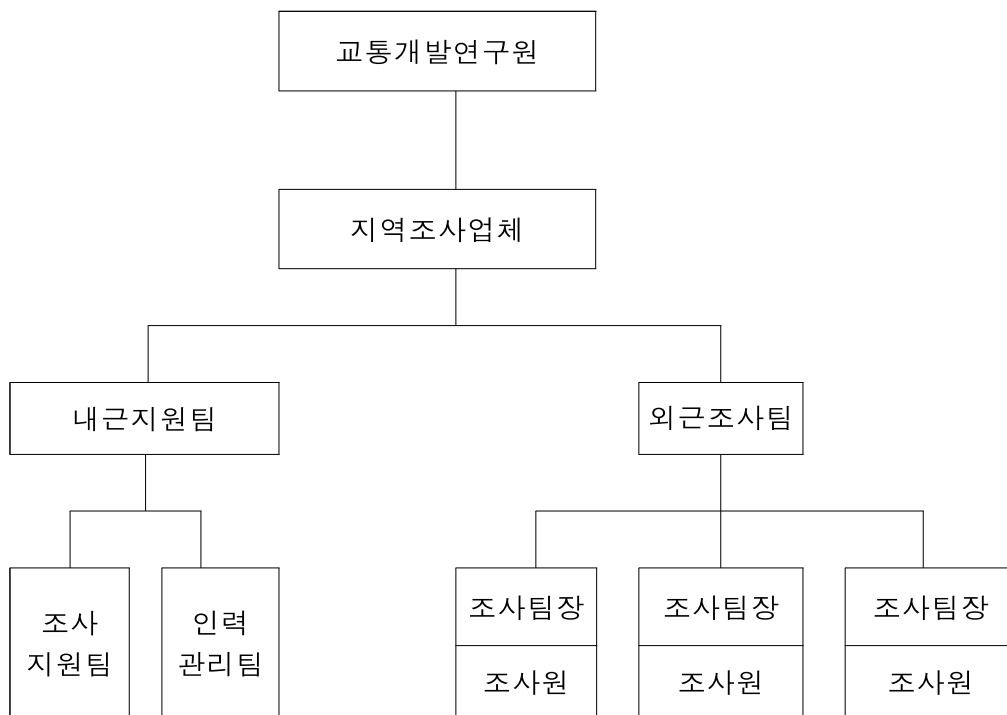 교통개발연구원
지역조사업체
내근지원팀
외근조사팀
조사
지원팀
인력
관리팀
조사팀장
조사원
조사팀장
조사원
조사팀장
조사원